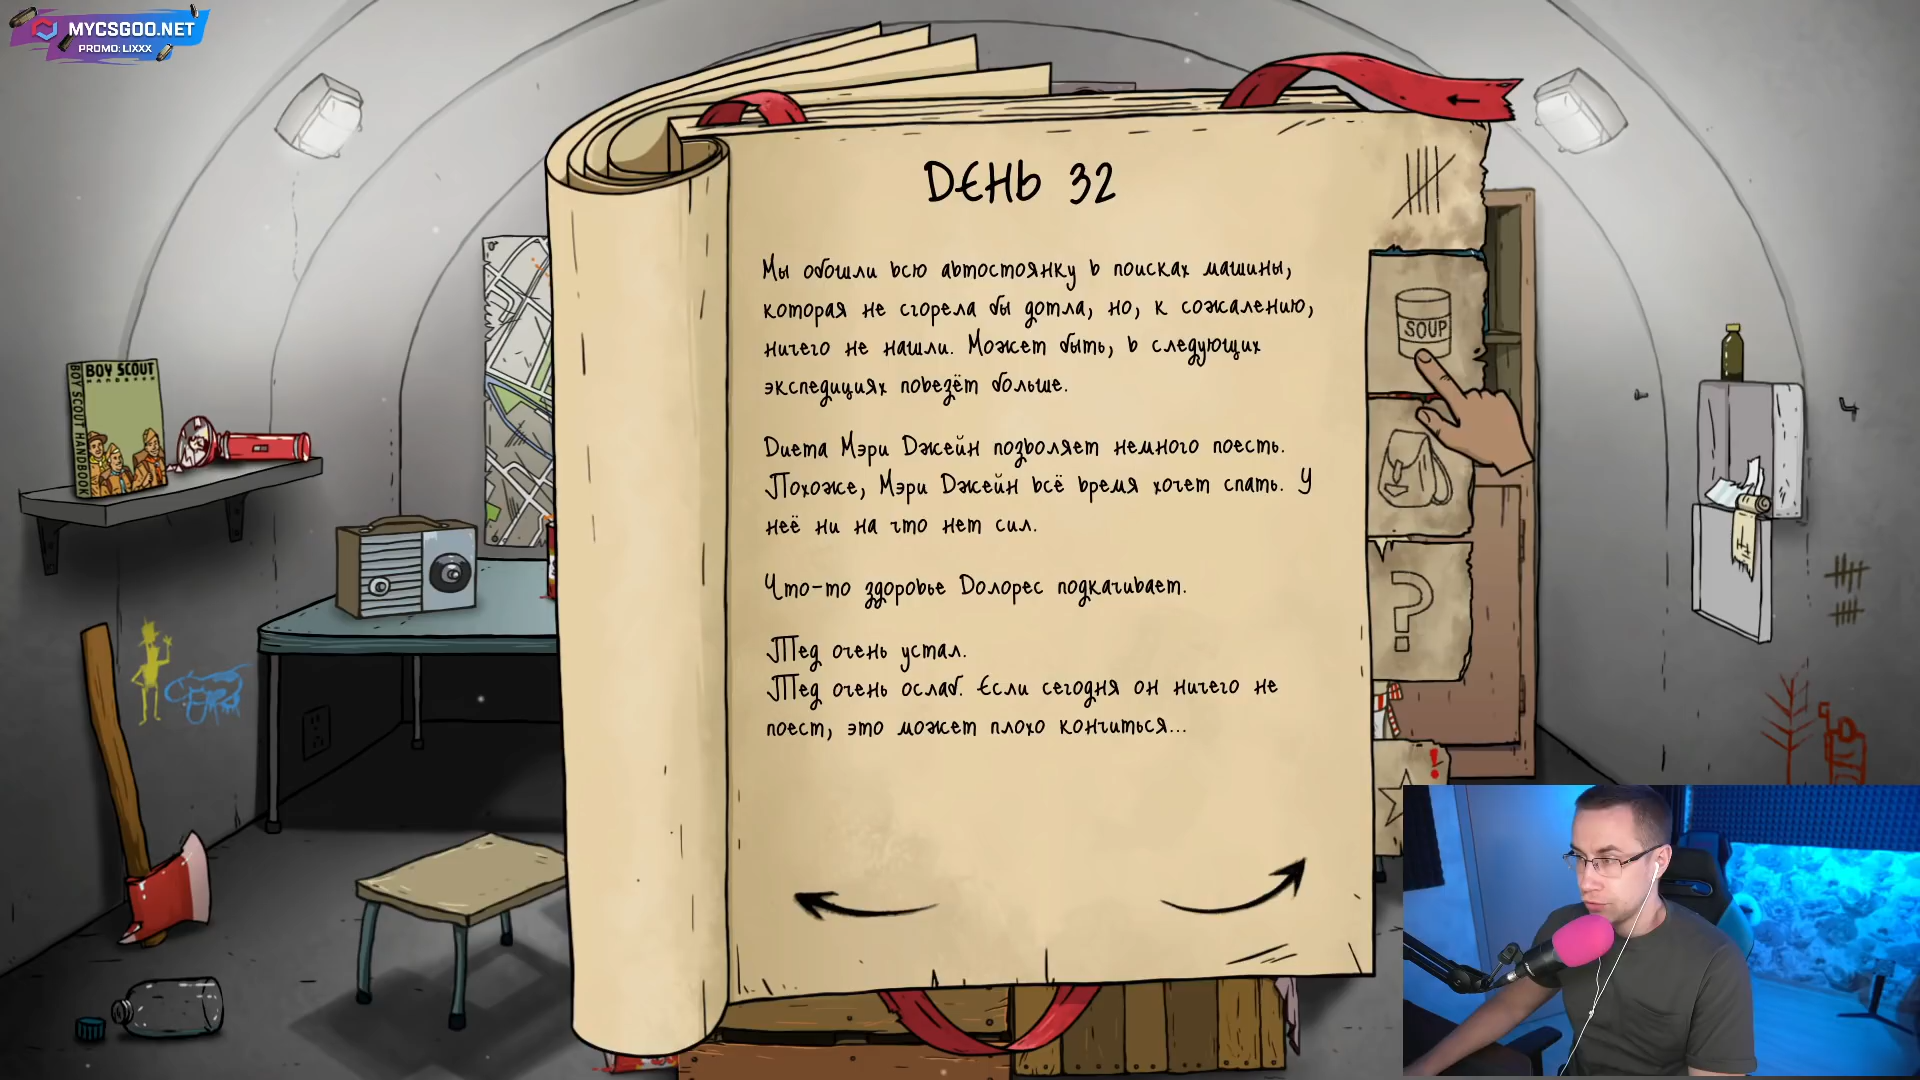 MYCSGOO.NET
PROMO: LIXXX
ДЕНЬ 32
Мы обошли всю автостоянку в поисках машины,
которая не сгорела бы дотла, но, к сожалению,
ничего не нашли. Может быть, в следующих
экспедициях повезёт больше.
Диета Мэри Джейн позволяет немного поесть.
Похоже, Мэри Джейн всё время хочет спать. У
неё ни на что нет сил.
Что-то здоровье Долорес подкачивает.
Тед очень устал.
Тед очень ослаб. Если сегодня он ничего не
поест, это может плохо кончиться...
SOUP
?
!
BOY SCOUT
HANDBOOK
BOY SCOUT HANDBOOK